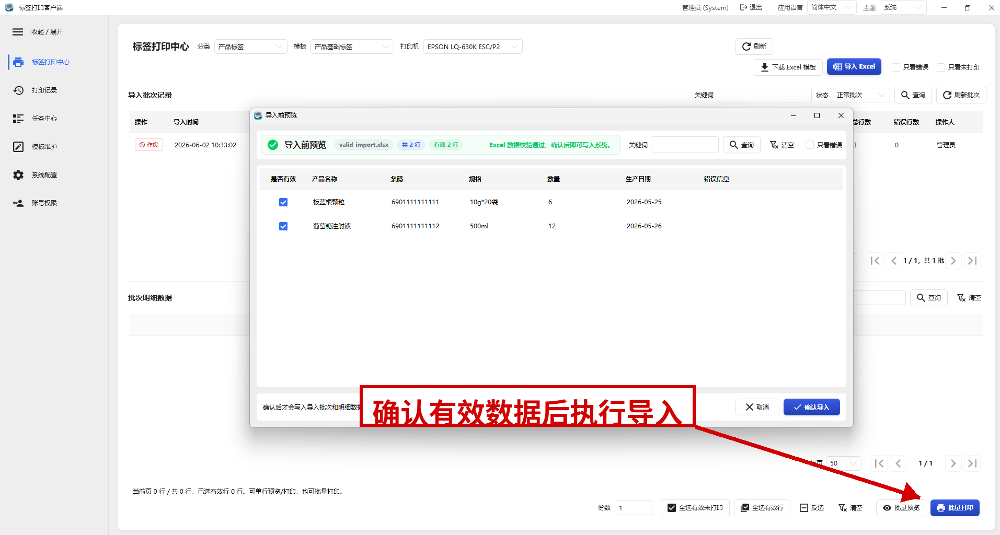 标签打印客户端
管理员 (System) 退出 应用语言 简体中文 主题 系统
收起 / 展开
标签打印中心
打印记录
任务中心
模板维护
系统配置
账号权限
标签打印中心 分类 产品标签 模板 产品基础标签 打印机 EPSON LQ-630K ESC/P2 刷新
下载 Excel 模板 导入 Excel 只看错误 只看未打印
导入批次记录 关键词 状态 正常批次 查询 刷新批次
操作 导入时间 总行数 错误行数 操作人
作废 2026-06-02 10:33:02 3 0 管理员
导入前预览
导入前预览 valid-import.xlsx 共 2 行 有效 2 行 Excel 数据校验通过，确认后即可写入系统。 关键词 查询 清空 只看错误
是否有效 产品名称 条码 规格 数量 生产日期 错误信息
板蓝根颗粒 6901111111111 10g*20袋 6 2026-05-25
葡萄糖注射液 6901111111112 500ml 12 2026-05-26
1 / 1，共 1 批
批次明细数据 查询 清空
确认后才会写入导入批次和明细数据 取消 确认导入
确认有效数据后执行导入
每页 50 1 / 1
当前页 0 行 / 共 0 行，已选有效行 0 行。可单行预览/打印，也可批量打印。
份数 1 全选有效未打印 全选有效行 反选 清空 批量预览 批量打印